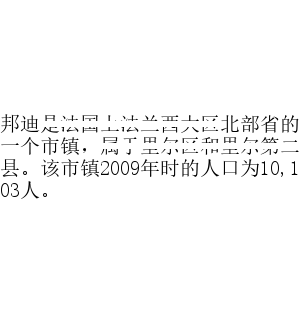 邦迪是法国上法兰西大区北部省的
一个市镇，属于里尔区和里尔第二
县。该市镇2009年时的人口为10,1
03人。